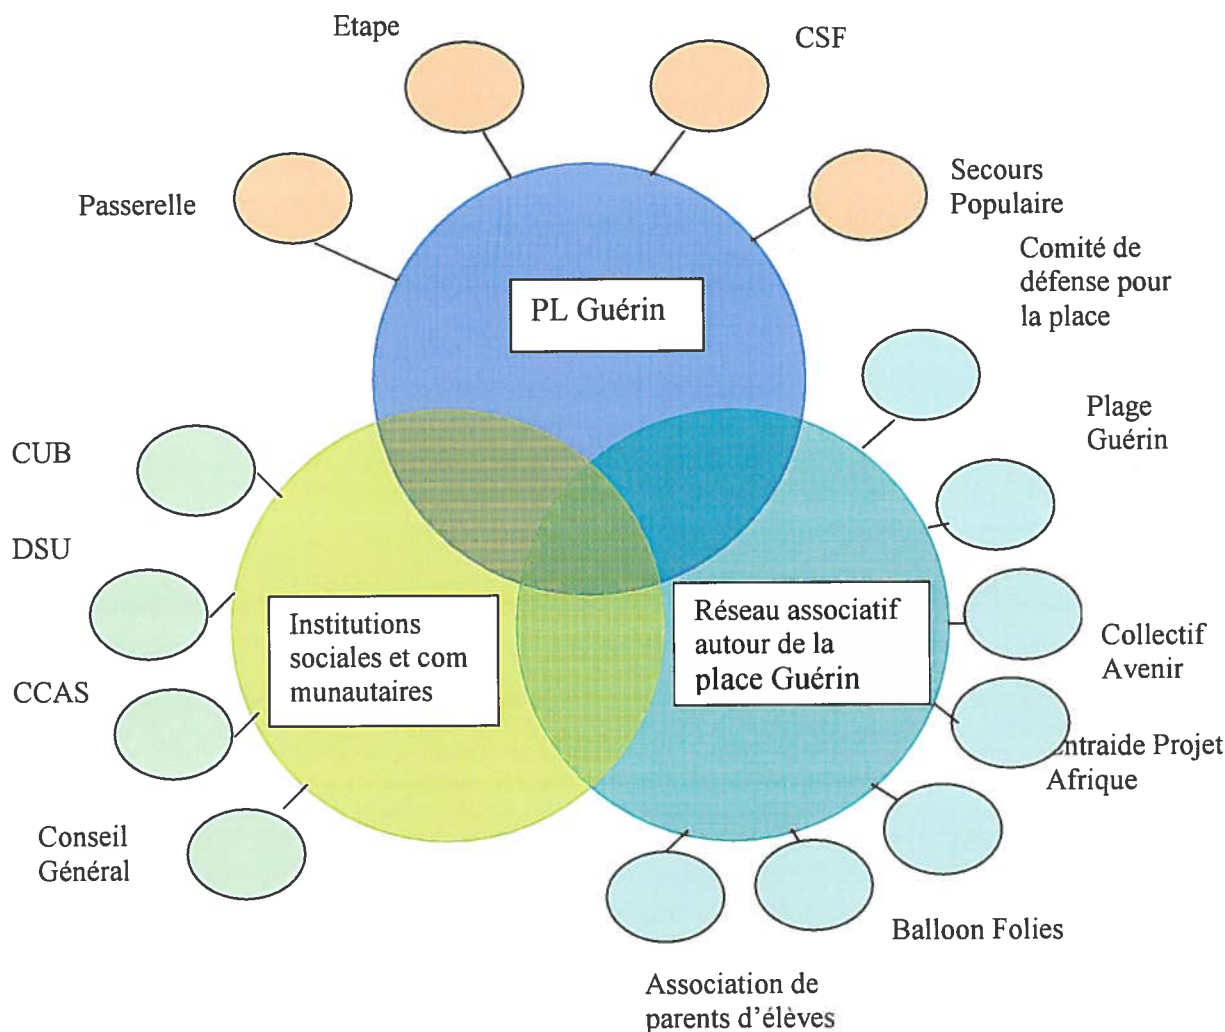 Etape
CSF
Passerelle
Secours
Populaire
Comité de
défense pour
la place
PL Guérin
Plage
Guérin
CUB
DSU
Institutions
sociales et com
munautaires
Réseau associatif
autour de la
place Guérin
Collectif
Avenir
CCAS
Entraide Projet
Afrique
Conseil
Général
Balloon Folies
Association de
parents d'élèves